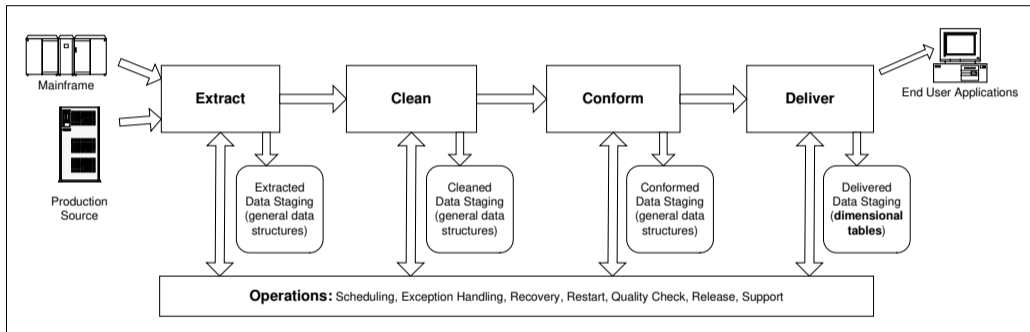 Mainframe
Production
Source
Extract
Clean
Conform
Deliver
End User Applications
Extracted
Data Staging
(general data
structures)
Cleaned
Data Staging
(general data
structures)
Conformed
Data Staging
(general data
structures)
Delivered
Data Staging
(dimensional
tables)
Operations: Scheduling, Exception Handling, Recovery, Restart, Quality Check, Release, Support